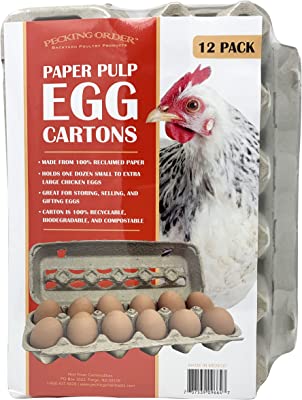 PECKING ORDER
BACKYARD POULTRY PRODUCTS
12 PACK
PAPER PULP
EGG
CARTONS
• MADE FROM 100% RECLAIMED PAPER
• HOLDS ONE DOZEN SMALL TO EXTRA
LARGE CHICKEN EGGS
• GREAT FOR STORING, SELLING, AND
GIFTING EGGS
• CARTON IS 100% RECYCLABLE,
BIODEGRADABLE, AND COMPOSTABLE